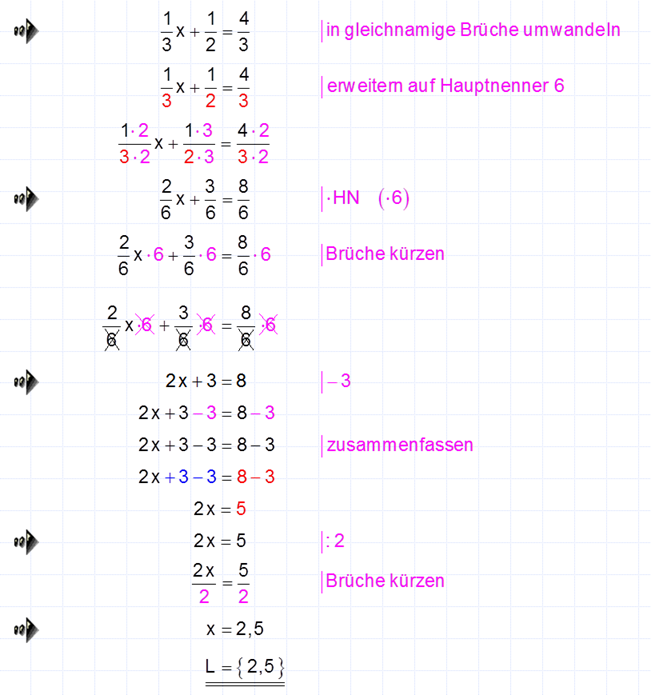 1/3 x + 1/2 = 4/3 |in gleichnamige Brüche umwandeln
1/3 x + 1/2 = 4/3 |erweitern auf Hauptnenner 6
1·2/3·2 x + 1·3/2·3 = 4·2/3·2
2/6 x + 3/6 = 8/6 |·HN (·6)
2/6 x·6 + 3/6 ·6 = 8/6 ·6 |Brüche kürzen
2/6 x·6 + 3/6 ·6 = 8/6 ·6
2x + 3 = 8 |− 3
2x + 3 − 3 = 8 − 3
2x + 3 − 3 = 8 − 3 |zusammenfassen
2x + 3 − 3 = 8 − 3
2x = 5
2x = 5 |: 2
2x/2 = 5/2 |Brüche kürzen
x = 2,5
L = {2,5}